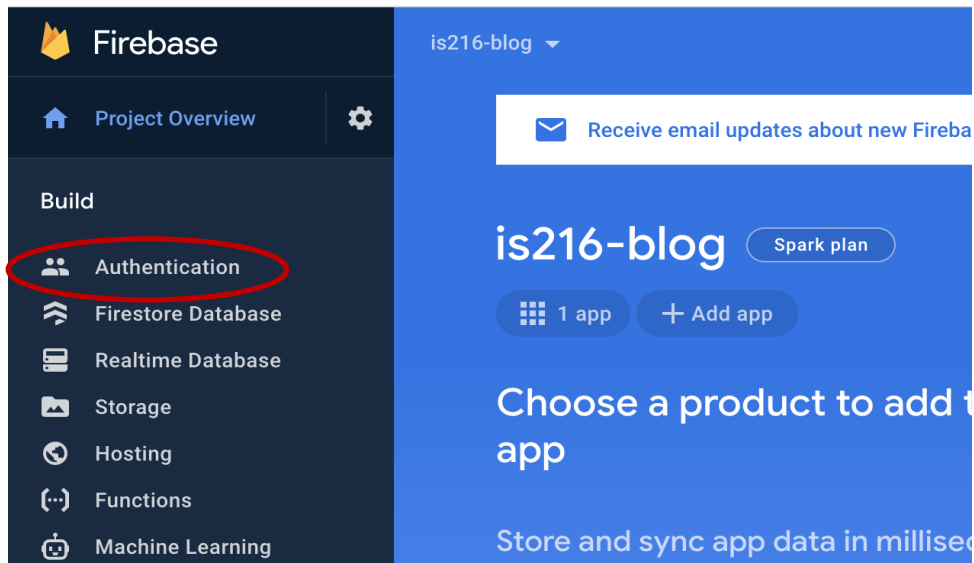 Firebase
Project Overview
Build
Authentication
Firestore Database
Realtime Database
Storage
Hosting
Functions
Machine Learning
is216-blog
Receive email updates about new Fireba
is216-blog
Spark plan
1 app
+ Add app
Choose a product to add t
app
Store and sync app data in millisec